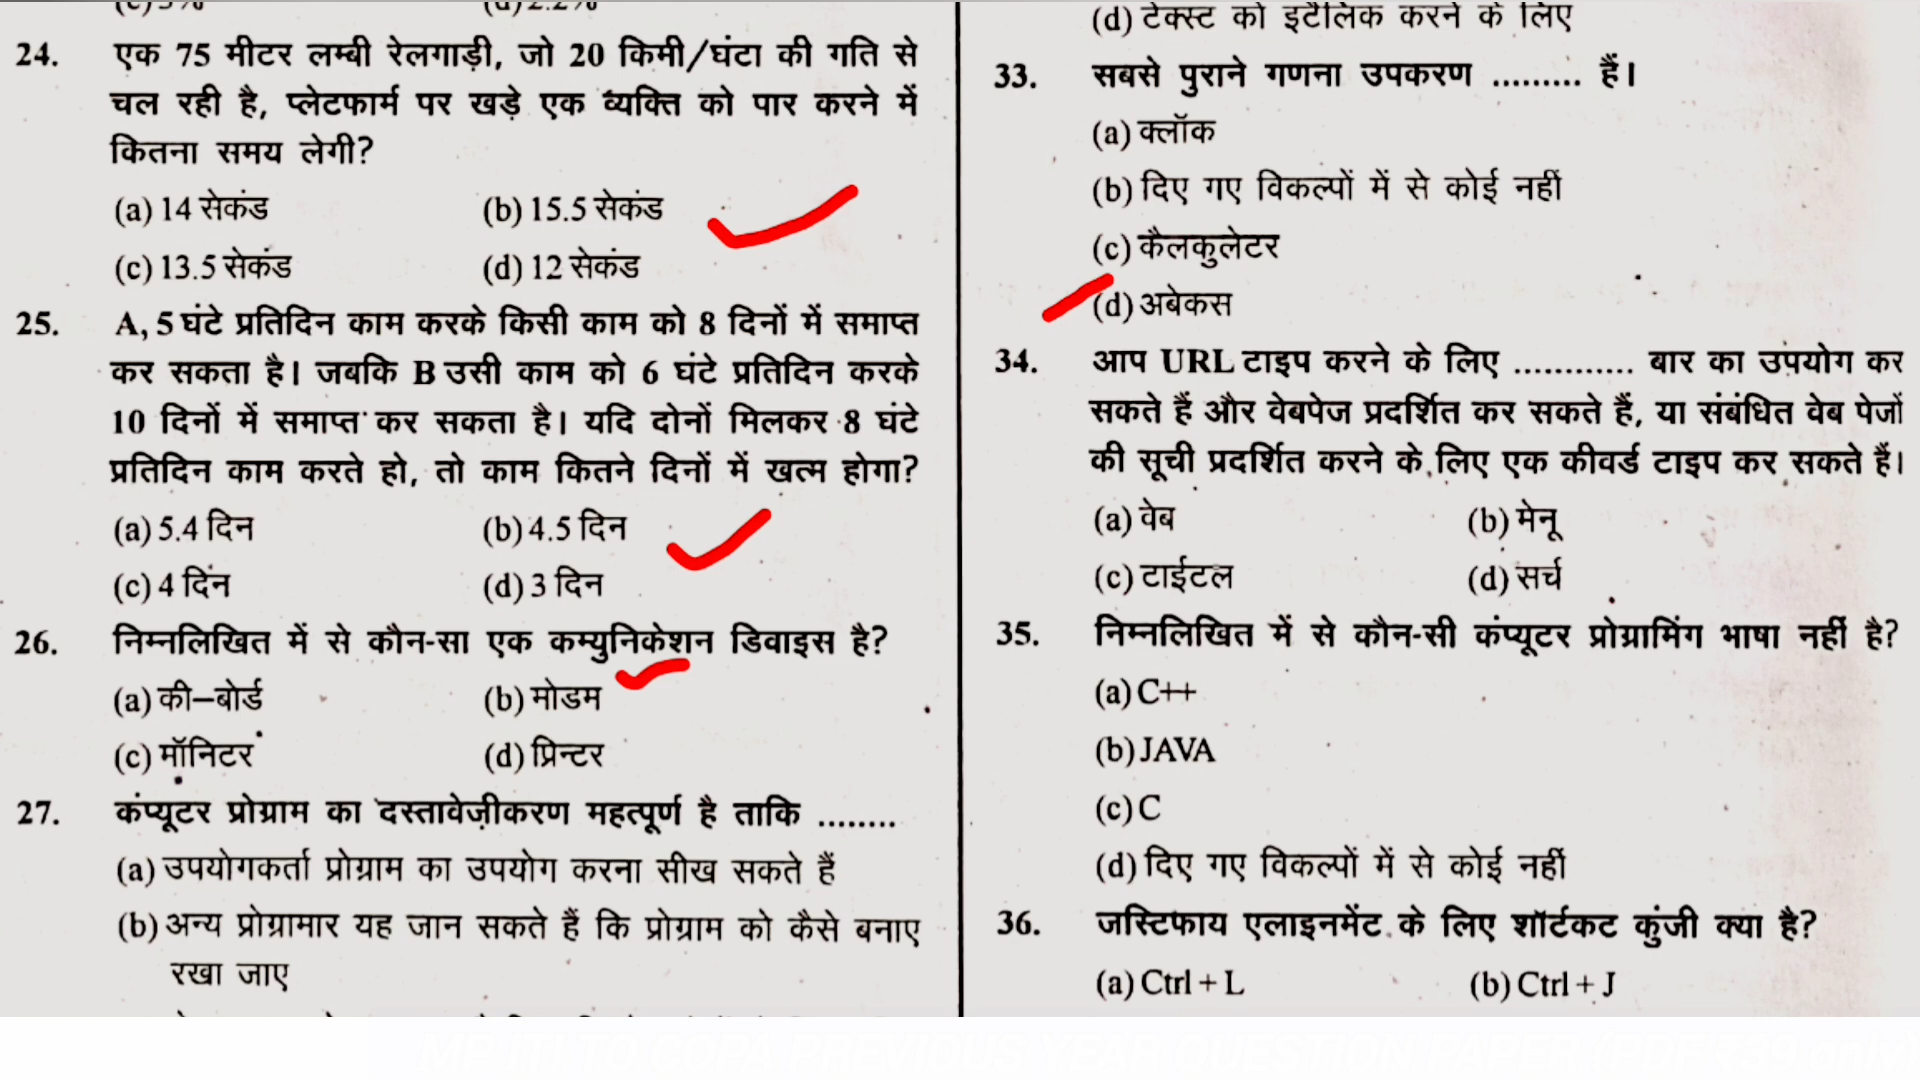 24. एक 75 मीटर लम्बी रेलगाड़ी, जो 20 किमी/घंटा की गति से
चल रही है, प्लेटफार्म पर खड़े एक व्यक्ति को पार करने में
कितना समय लेगी?
(a) 14 सेकंड (b) 15.5 सेकंड
(c) 13.5 सेकंड (d) 12 सेकंड
25. A, 5 घंटे प्रतिदिन काम करके किसी काम को 8 दिनों में समाप्त
कर सकता है। जबकि B उसी काम को 6 घंटे प्रतिदिन करके
10 दिनों में समाप्त कर सकता है। यदि दोनों मिलकर 8 घंटे
प्रतिदिन काम करते हो, तो काम कितने दिनों में खत्म होगा?
(a) 5.4 दिन (b) 4.5 दिन
(c) 4 दिन (d) 3 दिन
26. निम्नलिखित में से कौन-सा एक कम्युनिकेशन डिवाइस है?
(a) की–बोर्ड (b) मोडम
(c) मॉनिटर (d) प्रिन्टर
27. कंप्यूटर प्रोग्राम का दस्तावेज़ीकरण महत्पूर्ण है ताकि ........
(a) उपयोगकर्ता प्रोग्राम का उपयोग करना सीख सकते हैं
(b) अन्य प्रोग्रामार यह जान सकते हैं कि प्रोग्राम को कैसे बनाए
रखा जाए
(d) टेक्स्ट को इटैलिक करने के लिए
33. सबसे पुराने गणना उपकरण ......... हैं।
(a) क्लॉक
(b) दिए गए विकल्पों में से कोई नहीं
(c) कैलकुलेटर
(d) अबेकस
34. आप URL टाइप करने के लिए ............ बार का उपयोग कर
सकते हैं और वेबपेज प्रदर्शित कर सकते हैं, या संबंधित वेब पेजों
की सूची प्रदर्शित करने के लिए एक कीवर्ड टाइप कर सकते हैं।
(a) वेब (b) मेनू
(c) टाईटल (d) सर्च
35. निम्नलिखित में से कौन-सी कंप्यूटर प्रोग्रामिंग भाषा नहीं है?
(a) C++
(b) JAVA
(c) C
(d) दिए गए विकल्पों में से कोई नहीं
36. जस्टिफाय एलाइनमेंट के लिए शॉर्टकट कुंजी क्या है?
(a) Ctrl + L (b) Ctrl + J